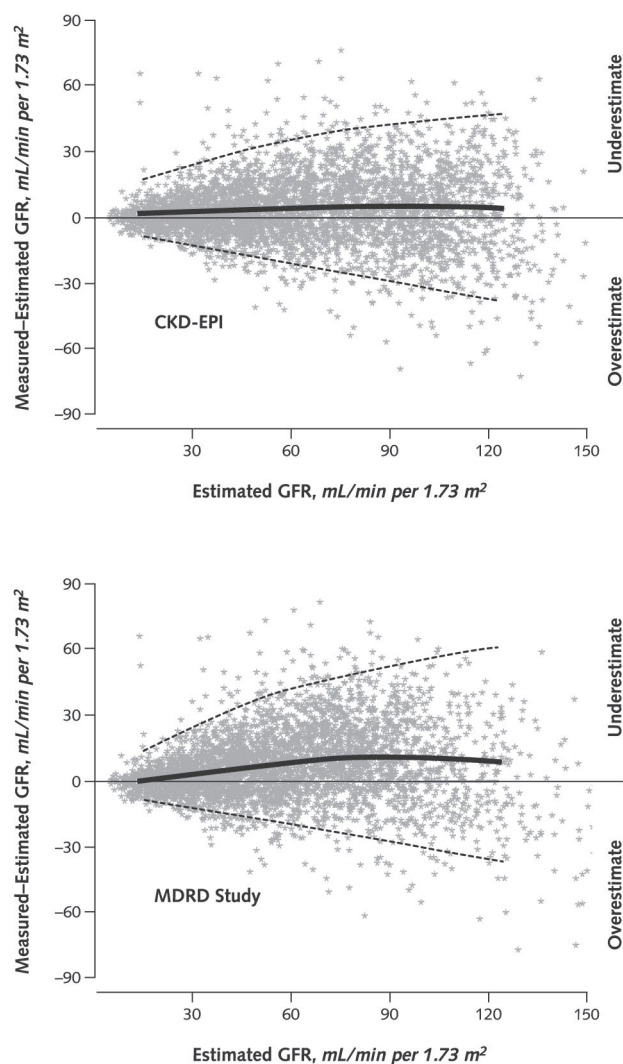 90
60
30
0
–30
–60
–90
Measured–Estimated GFR, mL/min per 1.73 m²
Underestimate
Overestimate
CKD-EPI
30 60 90 120 150
Estimated GFR, mL/min per 1.73 m²
90
60
30
0
–30
–60
–90
Measured–Estimated GFR, mL/min per 1.73 m²
Underestimate
Overestimate
MDRD Study
30 60 90 120 150
Estimated GFR, mL/min per 1.73 m²